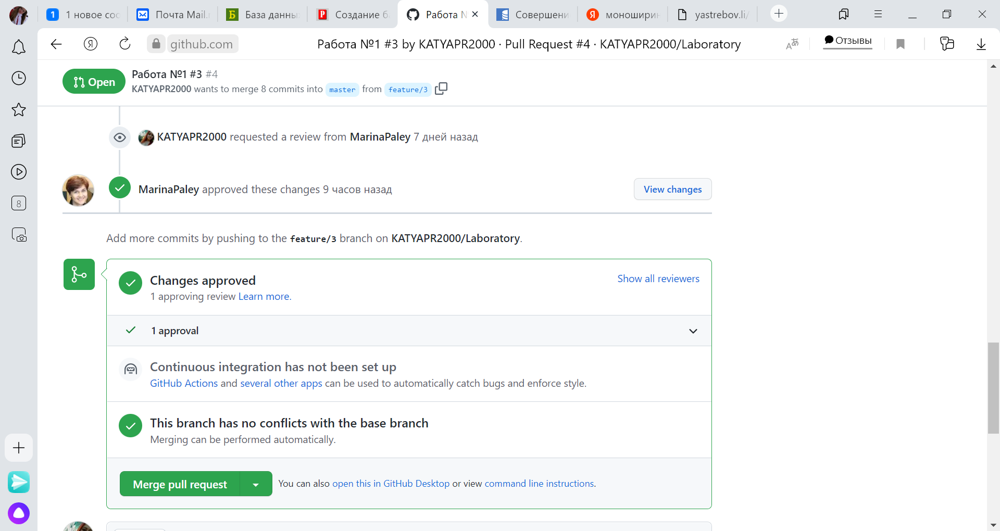 1 1 новое соо
Почта Mail.r
Б База данны
P Создание б
Работа N
Совершени
Я моноширин
yastrebov.li/
Я github.com Работа №1 #3 by KATYAPR2000 · Pull Request #4 · KATYAPR2000/Laboratory Отзывы
Open
Работа №1 #3 #4
KATYAPR2000 wants to merge 8 commits into master from feature/3
KATYAPR2000 requested a review from MarinaPaley 7 дней назад
MarinaPaley approved these changes 9 часов назад
View changes
8
Add more commits by pushing to the feature/3 branch on KATYAPR2000/Laboratory.
Changes approved
Show all reviewers
1 approving review Learn more.
1 approval
Continuous integration has not been set up
GitHub Actions and several other apps can be used to automatically catch bugs and enforce style.
This branch has no conflicts with the base branch
Merging can be performed automatically.
Merge pull request
You can also open this in GitHub Desktop or view command line instructions.